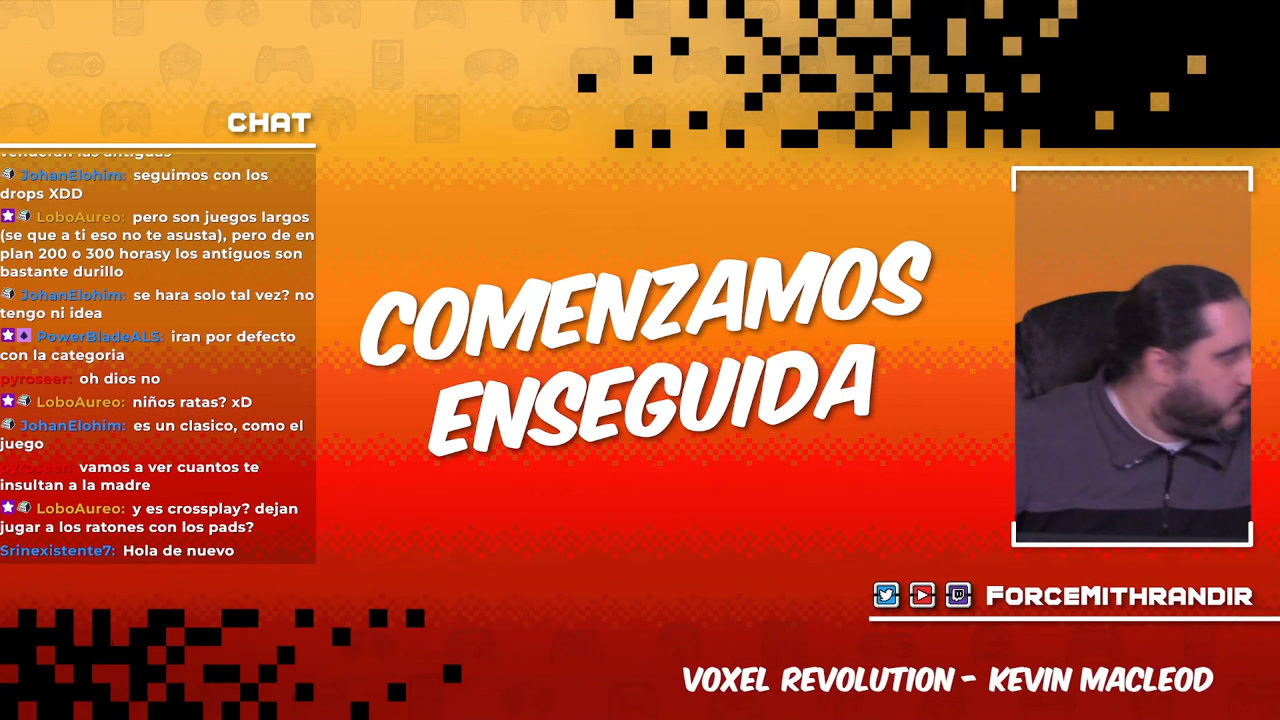 CHAT
venderan las antiguas
JohanElohim: seguimos con los
drops XDD
LoboAureo: pero son juegos largos
(se que a ti eso no te asusta), pero de en
plan 200 o 300 horasy los antiguos son
bastante durillo
JohanElohim: se hara solo tal vez? no
tengo ni idea
PowerBladeALS: iran por defecto
con la categoria
pyroseer: oh dios no
LoboAureo: niños ratas? xD
JohanElohim: es un clasico, como el
juego
pyroseer: vamos a ver cuantos te
insultan a la madre
LoboAureo: y es crossplay? dejan
jugar a los ratones con los pads?
Srinexistente7: Hola de nuevo
COMENZAMOS
ENSEGUIDA
FORCEMITHRANDIR
VOXEL REVOLUTION - KEVIN MACLEOD